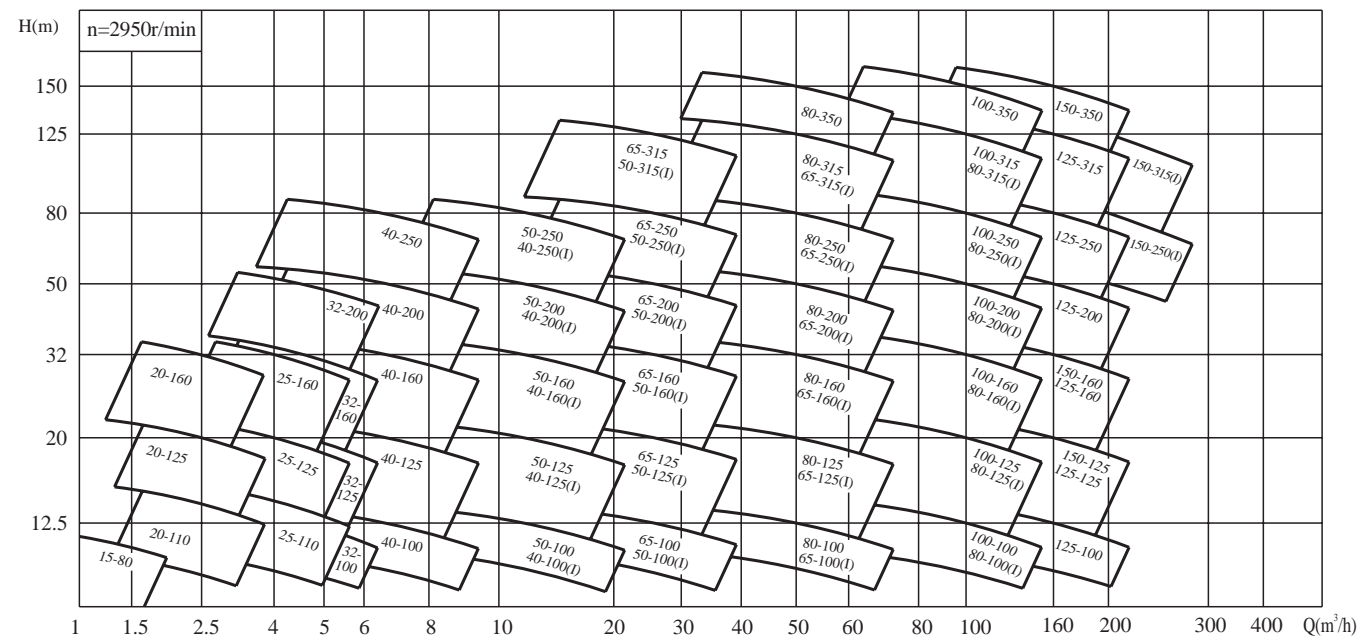 H(m)
n=2950r/min
150
125
80
50
32
20
12.5
80-350
100-350
150-350
65-315
50-315(I)
80-315
65-315(I)
100-315
80-315(I)
125-315
150-315(I)
40-250
50-250
40-250(I)
65-250
50-250(I)
80-250
65-250(I)
100-250
80-250(I)
125-250
150-250(I)
32-200
40-200
50-200
40-200(I)
65-200
50-200(I)
80-200
65-200(I)
100-200
80-200(I)
125-200
20-160
25-160
32-
160
40-160
50-160
40-160(I)
65-160
50-160(I)
80-160
65-160(I)
100-160
80-160(I)
150-160
125-160
20-125
25-125
32-
125
40-125
50-125
40-125(I)
65-125
50-125(I)
80-125
65-125(I)
100-125
80-125(I)
150-125
125-125
15-80
20-110
25-110
32-
100
40-100
50-100
40-100(I)
65-100
50-100(I)
80-100
65-100(I)
100-100
80-100(I)
125-100
1 1.5 2.5 4 5 6 8 10 20 30 40 50 60 80 100 160 200 300 400 Q(m³/h)